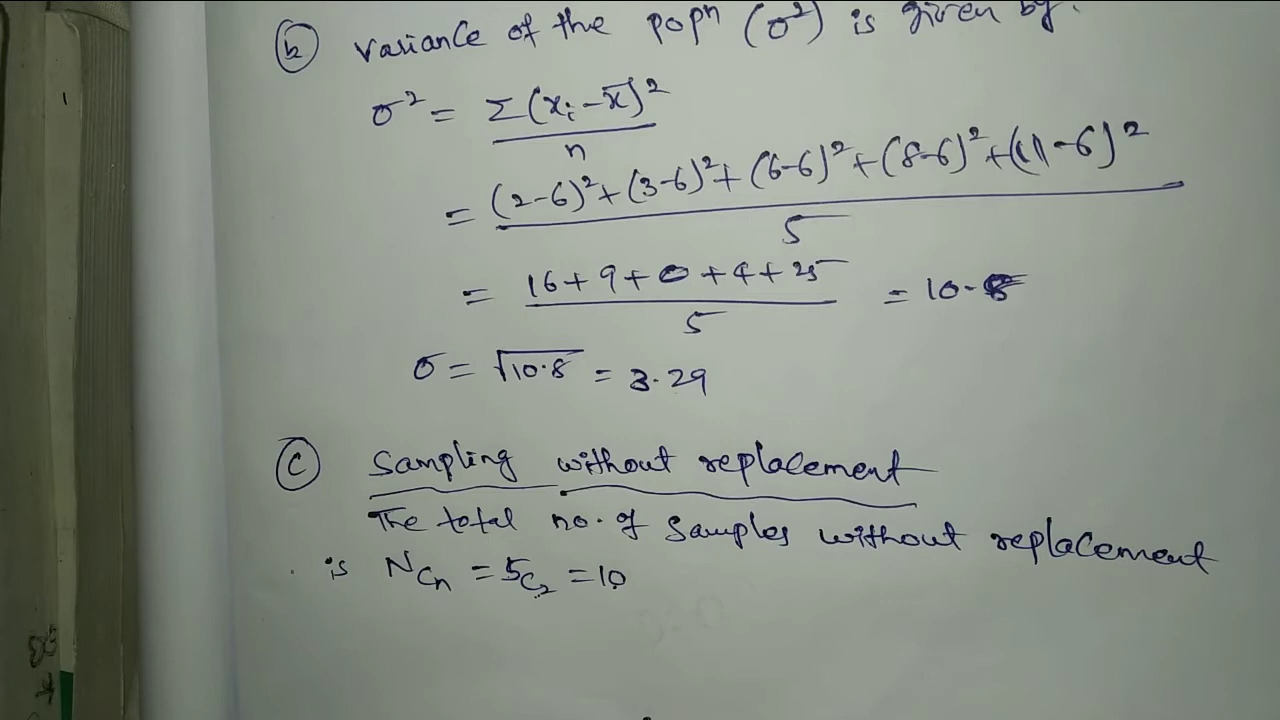 (b) variance of the popn (σ²) is given by.
σ² = Σ(xᵢ - x̄)²
n
= (2-6)²+(3-6)²+(6-6)²+(8-6)²+(11-6)²
5
= 16+9+0+4+25 = 10.8
5
σ = √10.8 = 3.29
(c) Sampling without replacement
The total no. of samples without replacement
is NCn = 5C2 = 10